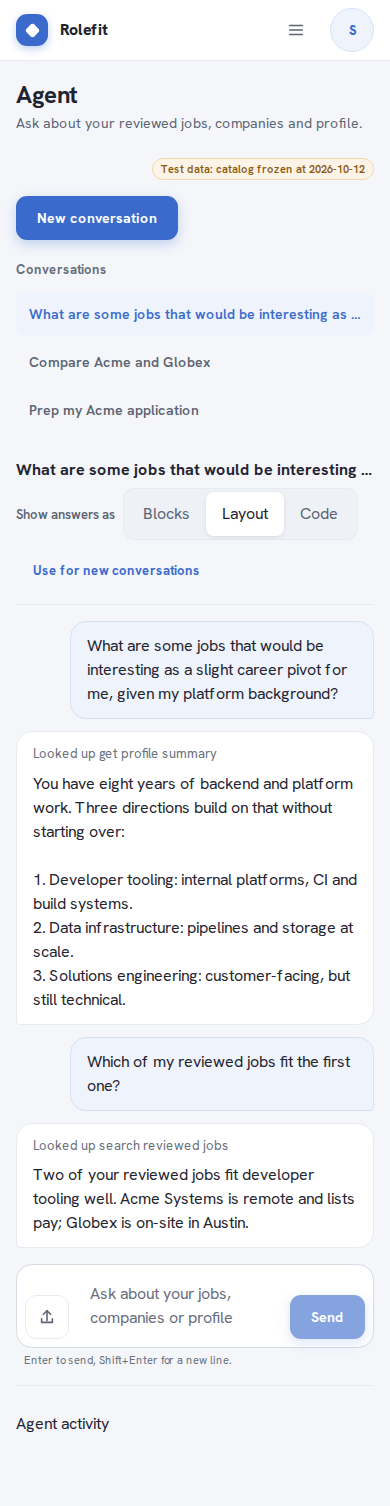 Rolefit
S
Agent
Ask about your reviewed jobs, companies and profile.
Test data: catalog frozen at 2026-10-12
New conversation
Conversations
What are some jobs that would be interesting as ...
Compare Acme and Globex
Prep my Acme application
What are some jobs that would be interesting ...
Show answers as
Blocks
Layout
Code
Use for new conversations
What are some jobs that would be
interesting as a slight career pivot for
me, given my platform background?
Looked up get profile summary
You have eight years of backend and platform
work. Three directions build on that without
starting over:
1. Developer tooling: internal platforms, CI and
build systems.
2. Data infrastructure: pipelines and storage at
scale.
3. Solutions engineering: customer-facing, but
still technical.
Which of my reviewed jobs fit the first
one?
Looked up search reviewed jobs
Two of your reviewed jobs fit developer
tooling well. Acme Systems is remote and lists
pay; Globex is on-site in Austin.
Ask about your jobs,
companies or profile
Send
Enter to send, Shift+Enter for a new line.
Agent activity